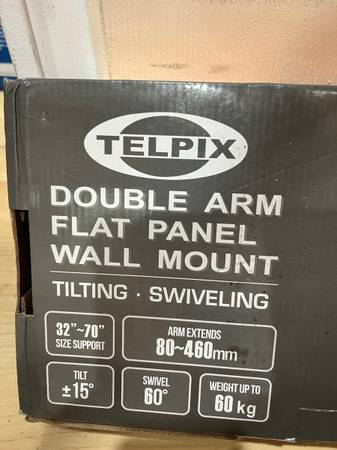 TELPIX
DOUBLE ARM
FLAT PANEL
WALL MOUNT
TILTING · SWIVELING
32"~70"
SIZE SUPPORT
ARM EXTENDS
80~460mm
TILT
±15°
SWIVEL
60°
WEIGHT UP TO
60 kg